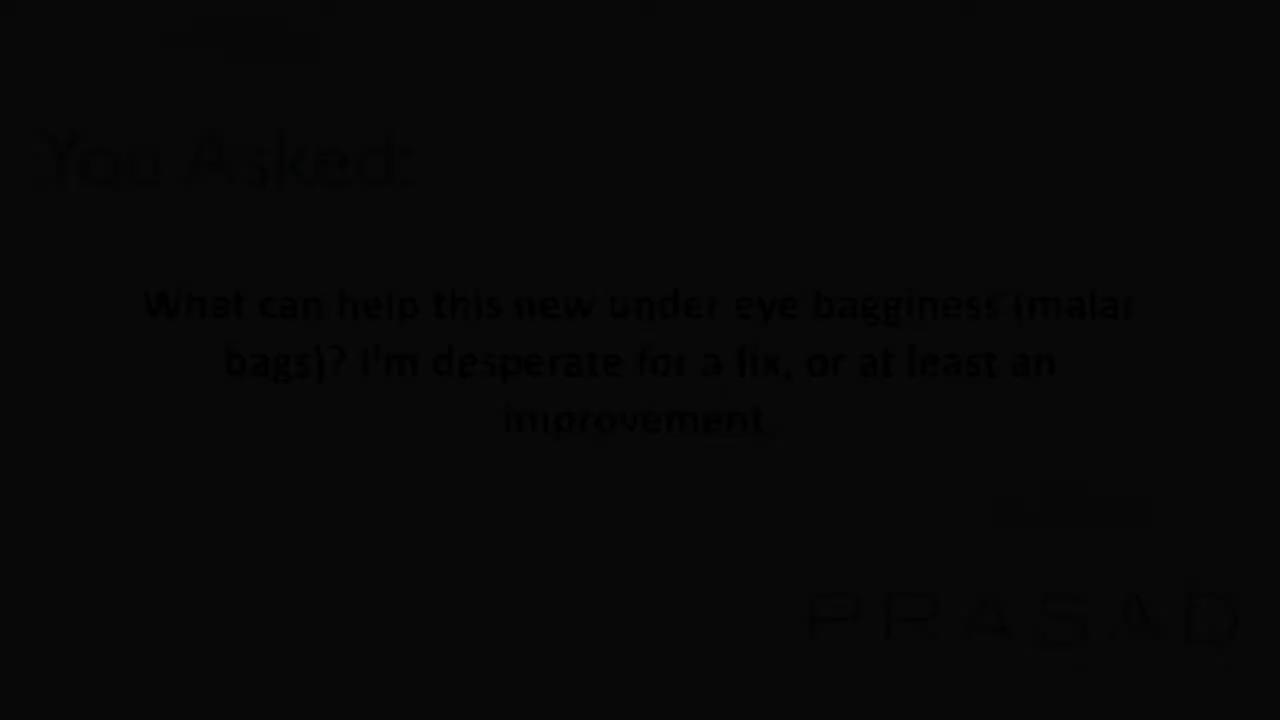 You Asked:
What can help this new under eye bagginess (malar
bags)? I'm desperate for a fix, or at least an
improvement.
PRASAD